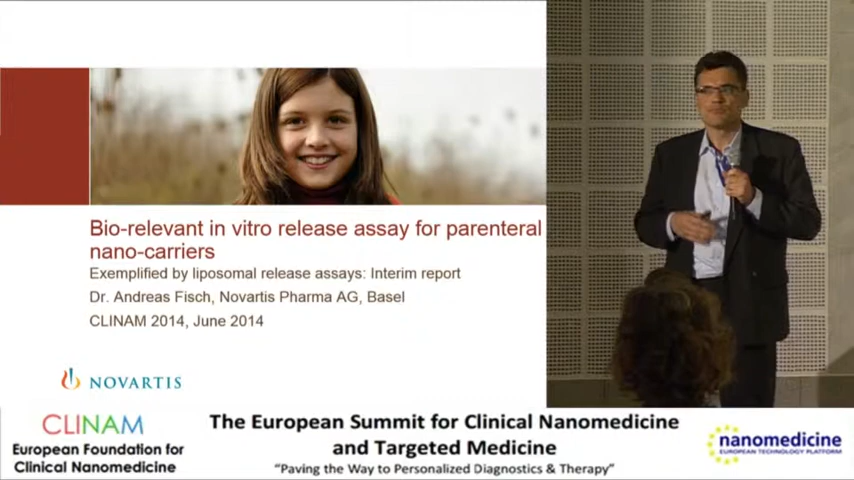 Bio-relevant in vitro release assay for parenteral
nano-carriers
Exemplified by liposomal release assays: Interim report
Dr. Andreas Fisch, Novartis Pharma AG, Basel
CLINAM 2014, June 2014
NOVARTIS
CLINAM
European Foundation for
Clinical Nanomedicine
The European Summit for Clinical Nanomedicine
and Targeted Medicine
“Paving the Way to Personalized Diagnostics & Therapy”
nanomedicine
EUROPEAN TECHNOLOGY PLATFORM